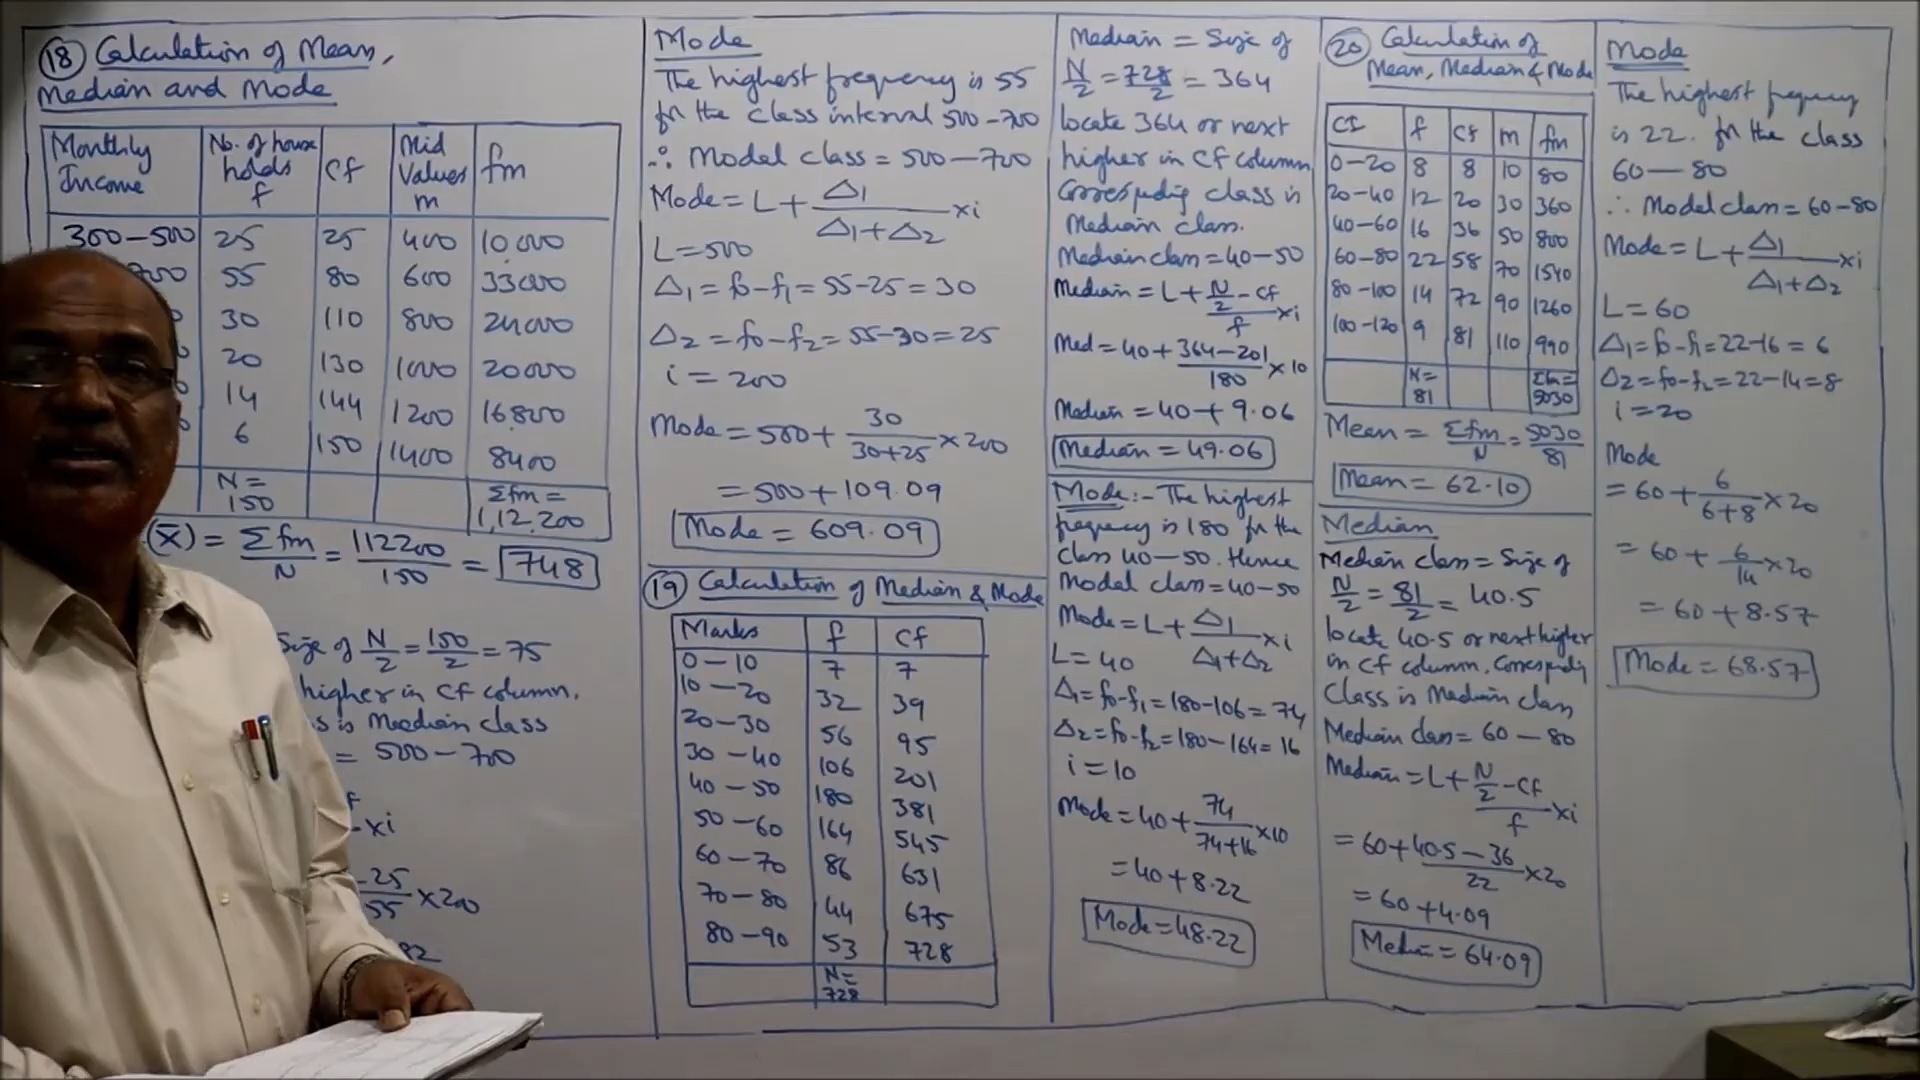 18 Calculation of Mean,
Median and Mode
Monthly Income No. of house holds f Cf Mid Values m fm
300-500 25 25 400 10,000
700 55 80 600 33000
30 110 800 24000
20 130 1000 20000
14 144 1200 16,800
6 150 1400 8400
N = 150 Σfm = 1,12,200
(x̄) = Σfm/N = 112200/150 = 748
Size of N/2 = 150/2 = 75
higher in Cf column.
is Median class
= 500-700
xi
-25/55 × 200
Mode
The highest frequency is 55
for the class interval 500-700
∴ Modal class = 500-700
Mode = L + Δ1/(Δ1+Δ2) xi
L = 500
Δ1 = f0-f1 = 55-25 = 30
Δ2 = f0-f2 = 55-30 = 25
i = 200
Mode = 500 + 30/(30+25) × 200
= 500 + 109.09
Mode = 609.09
19 Calculation of Median & Mode
Marks f Cf
0-10 7 7
10-20 32 39
20-30 56 95
30-40 106 201
40-50 180 381
50-60 164 545
60-70 86 631
70-80 44 675
80-90 53 728
N = 728
Median = Size of
N/2 = 728/2 = 364
locate 364 or next
higher in Cf column
Corresponding class is
Median class.
Median class = 40-50
Median = L + (N/2 - Cf)/f xi
Med = 40 + (364-201)/180 × 10
Median = 40 + 9.06
Median = 49.06
Mode:- The highest
frequency is 180 for the
class 40-50. Hence
Modal class = 40-50
Mode = L + Δ1/(Δ1+Δ2) xi
L = 40
Δ1 = f0-f1 = 180-106 = 74
Δ2 = f0-f2 = 180-164 = 16
i = 10
Mode = 40 + 74/(74+16) ×10
= 40 + 8.22
Mode = 48.22
20 Calculation of
Mean, Median & Mode
CI f Cf m fm
0-20 8 8 10 80
20-40 12 20 30 360
40-60 16 36 50 800
60-80 22 58 70 1540
80-100 14 72 90 1260
100-120 9 81 110 990
N = 81 Σfm = 5030
Mean = Σfm/N = 5030/81
Mean = 62.10
Median
Median class = Size of
N/2 = 81/2 = 40.5
locate 40.5 or next higher
in Cf column. Corresponding
Class is Median class
Median class = 60-80
Median = L + (N/2 - Cf)/f xi
= 60 + (40.5-36)/22 × 20
= 60 + 4.09
Median = 64.09
Mode
The highest frequency
is 22. for the class
60-80
∴ Modal class = 60-80
Mode = L + Δ1/(Δ1+Δ2) xi
L = 60
Δ1 = f0-f1 = 22-16 = 6
Δ2 = f0-f2 = 22-14 = 8
i = 20
Mode
= 60 + 6/(6+8) × 20
= 60 + 6/14 × 20
= 60 + 8.57
Mode = 68.57